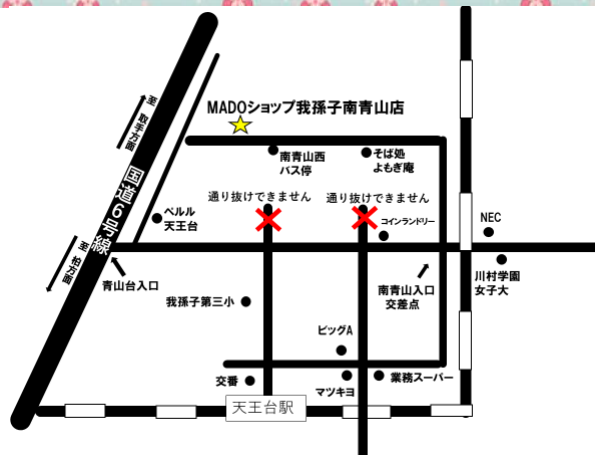 MADOショップ我孫子南青山店
至 取手方面
国道6号線
至 柏方面
南青山西
バス停
そば処
よもぎ庵
通り抜けできません
通り抜けできません
ベルル
天王台
コインランドリー
NEC
青山台入口
川村学園
女子大
南青山入口
交差点
我孫子第三小
ビッグA
交番
マツキヨ
業務スーパー
天王台駅